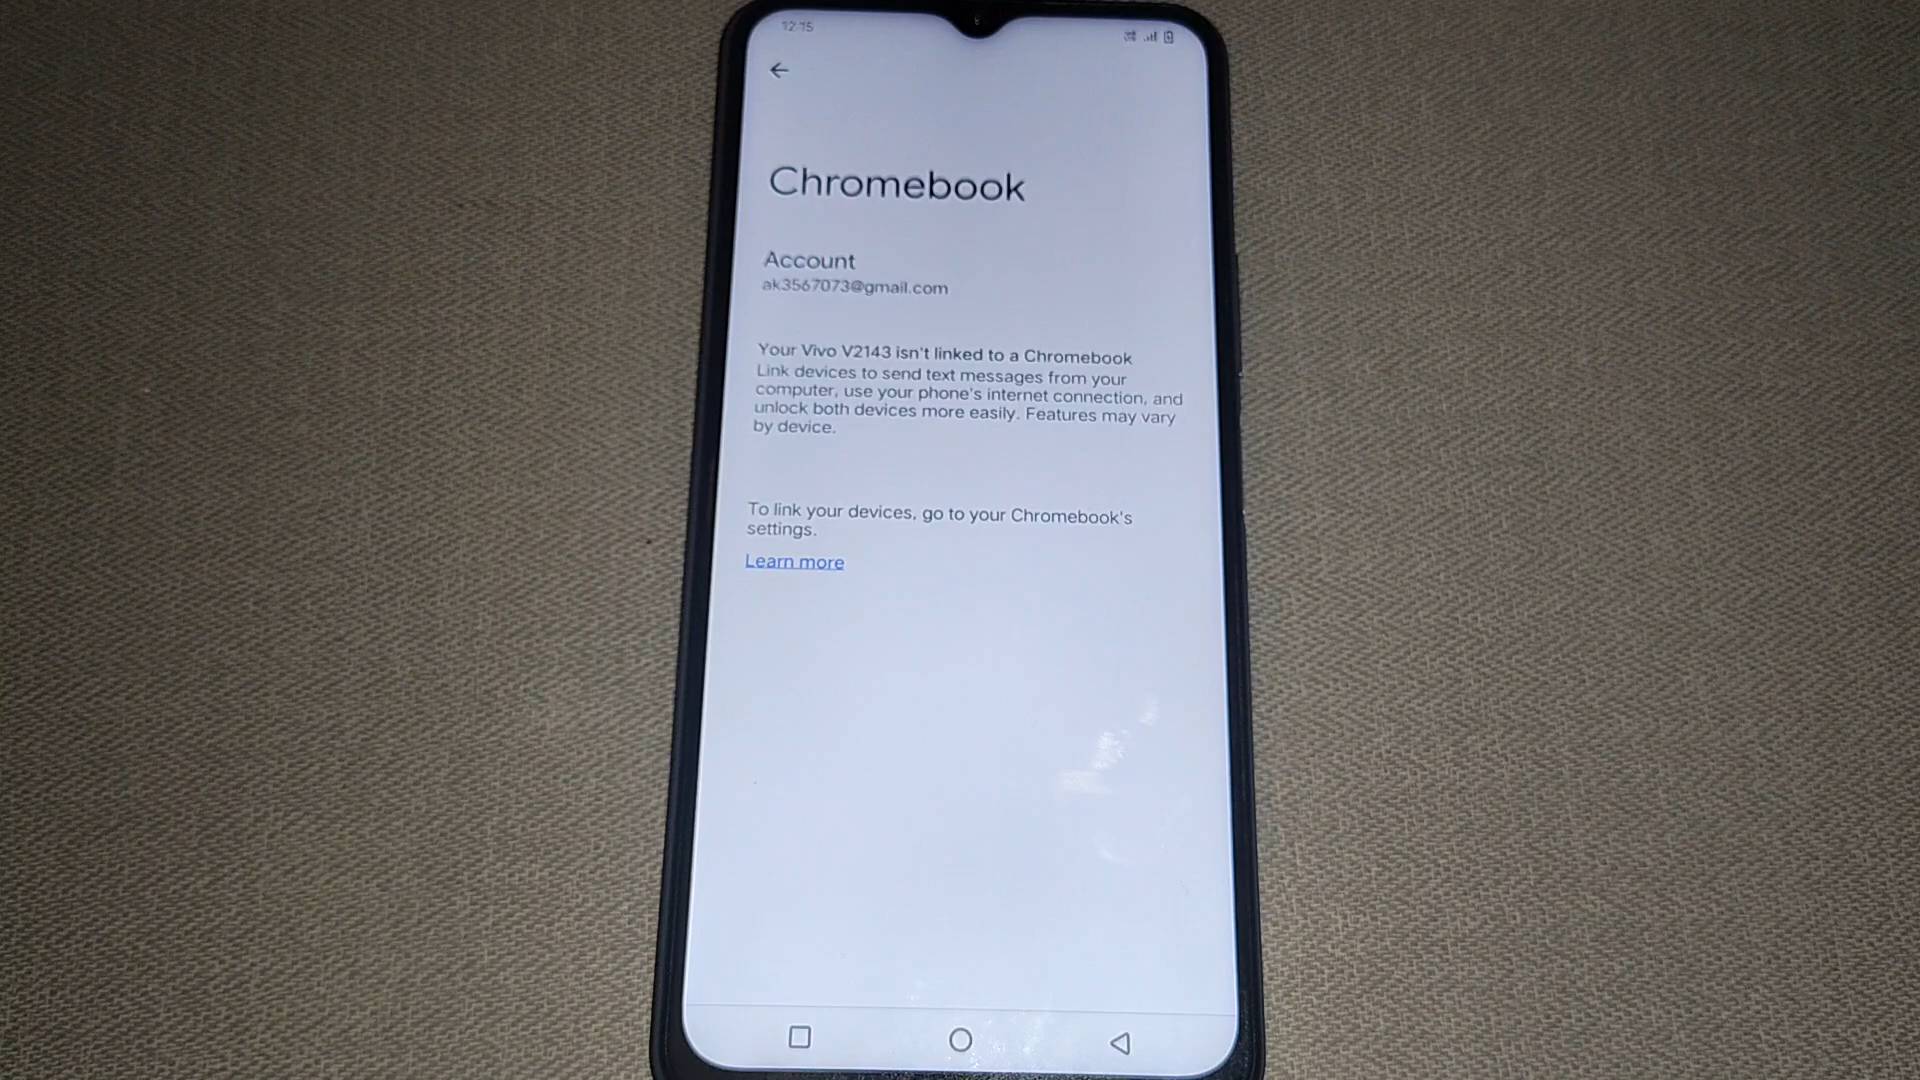 12:15
Chromebook
Account
ak3567073@gmail.com
Your Vivo V2143 isn't linked to a Chromebook
Link devices to send text messages from your
computer, use your phone's internet connection, and
unlock both devices more easily. Features may vary
by device.
To link your devices, go to your Chromebook's
settings.
Learn more